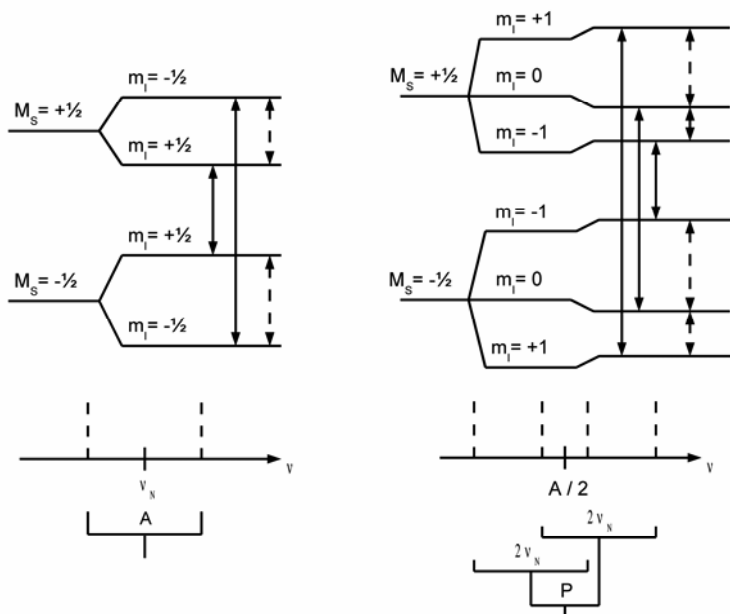 m_I= -½
M_S= +½
m_I= +½
m_I= +½
M_S= -½
m_I= -½
ν_N
ν
A
m_I= +1
M_S= +½
m_I= 0
m_I= -1
m_I= -1
M_S= -½
m_I= 0
m_I= +1
ν
A / 2
2 ν_N
2 ν_N
P